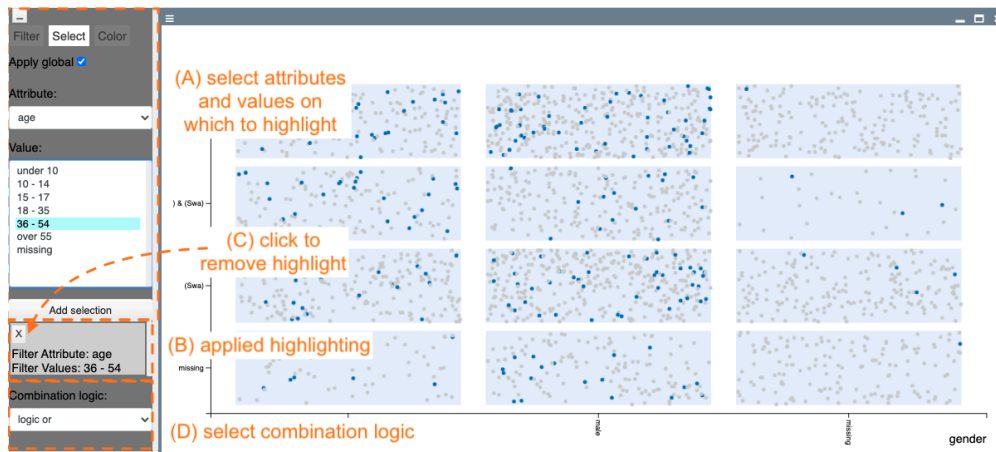 Filter Select Color
Apply global
Attribute:
age
Value:
under 10
10 - 14
15 - 17
18 - 35
36 - 54
over 55
missing
Add selection
X
Filter Attribute: age
Filter Values: 36 - 54
Combination logic:
logic or
(A) select attributes
and values on
which to highlight
) & (Swa)
(C) click to
remove highlight
(Swa)
(B) applied highlighting
missing
(D) select combination logic
male
missing
gender